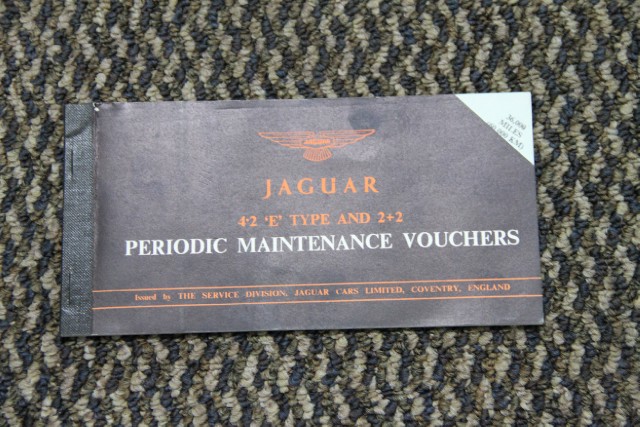 36,000
MILES
JAGUAR
4·2 'E' TYPE AND 2+2
PERIODIC MAINTENANCE VOUCHERS
Issued by THE SERVICE DIVISION, JAGUAR CARS LIMITED, COVENTRY, ENGLAND